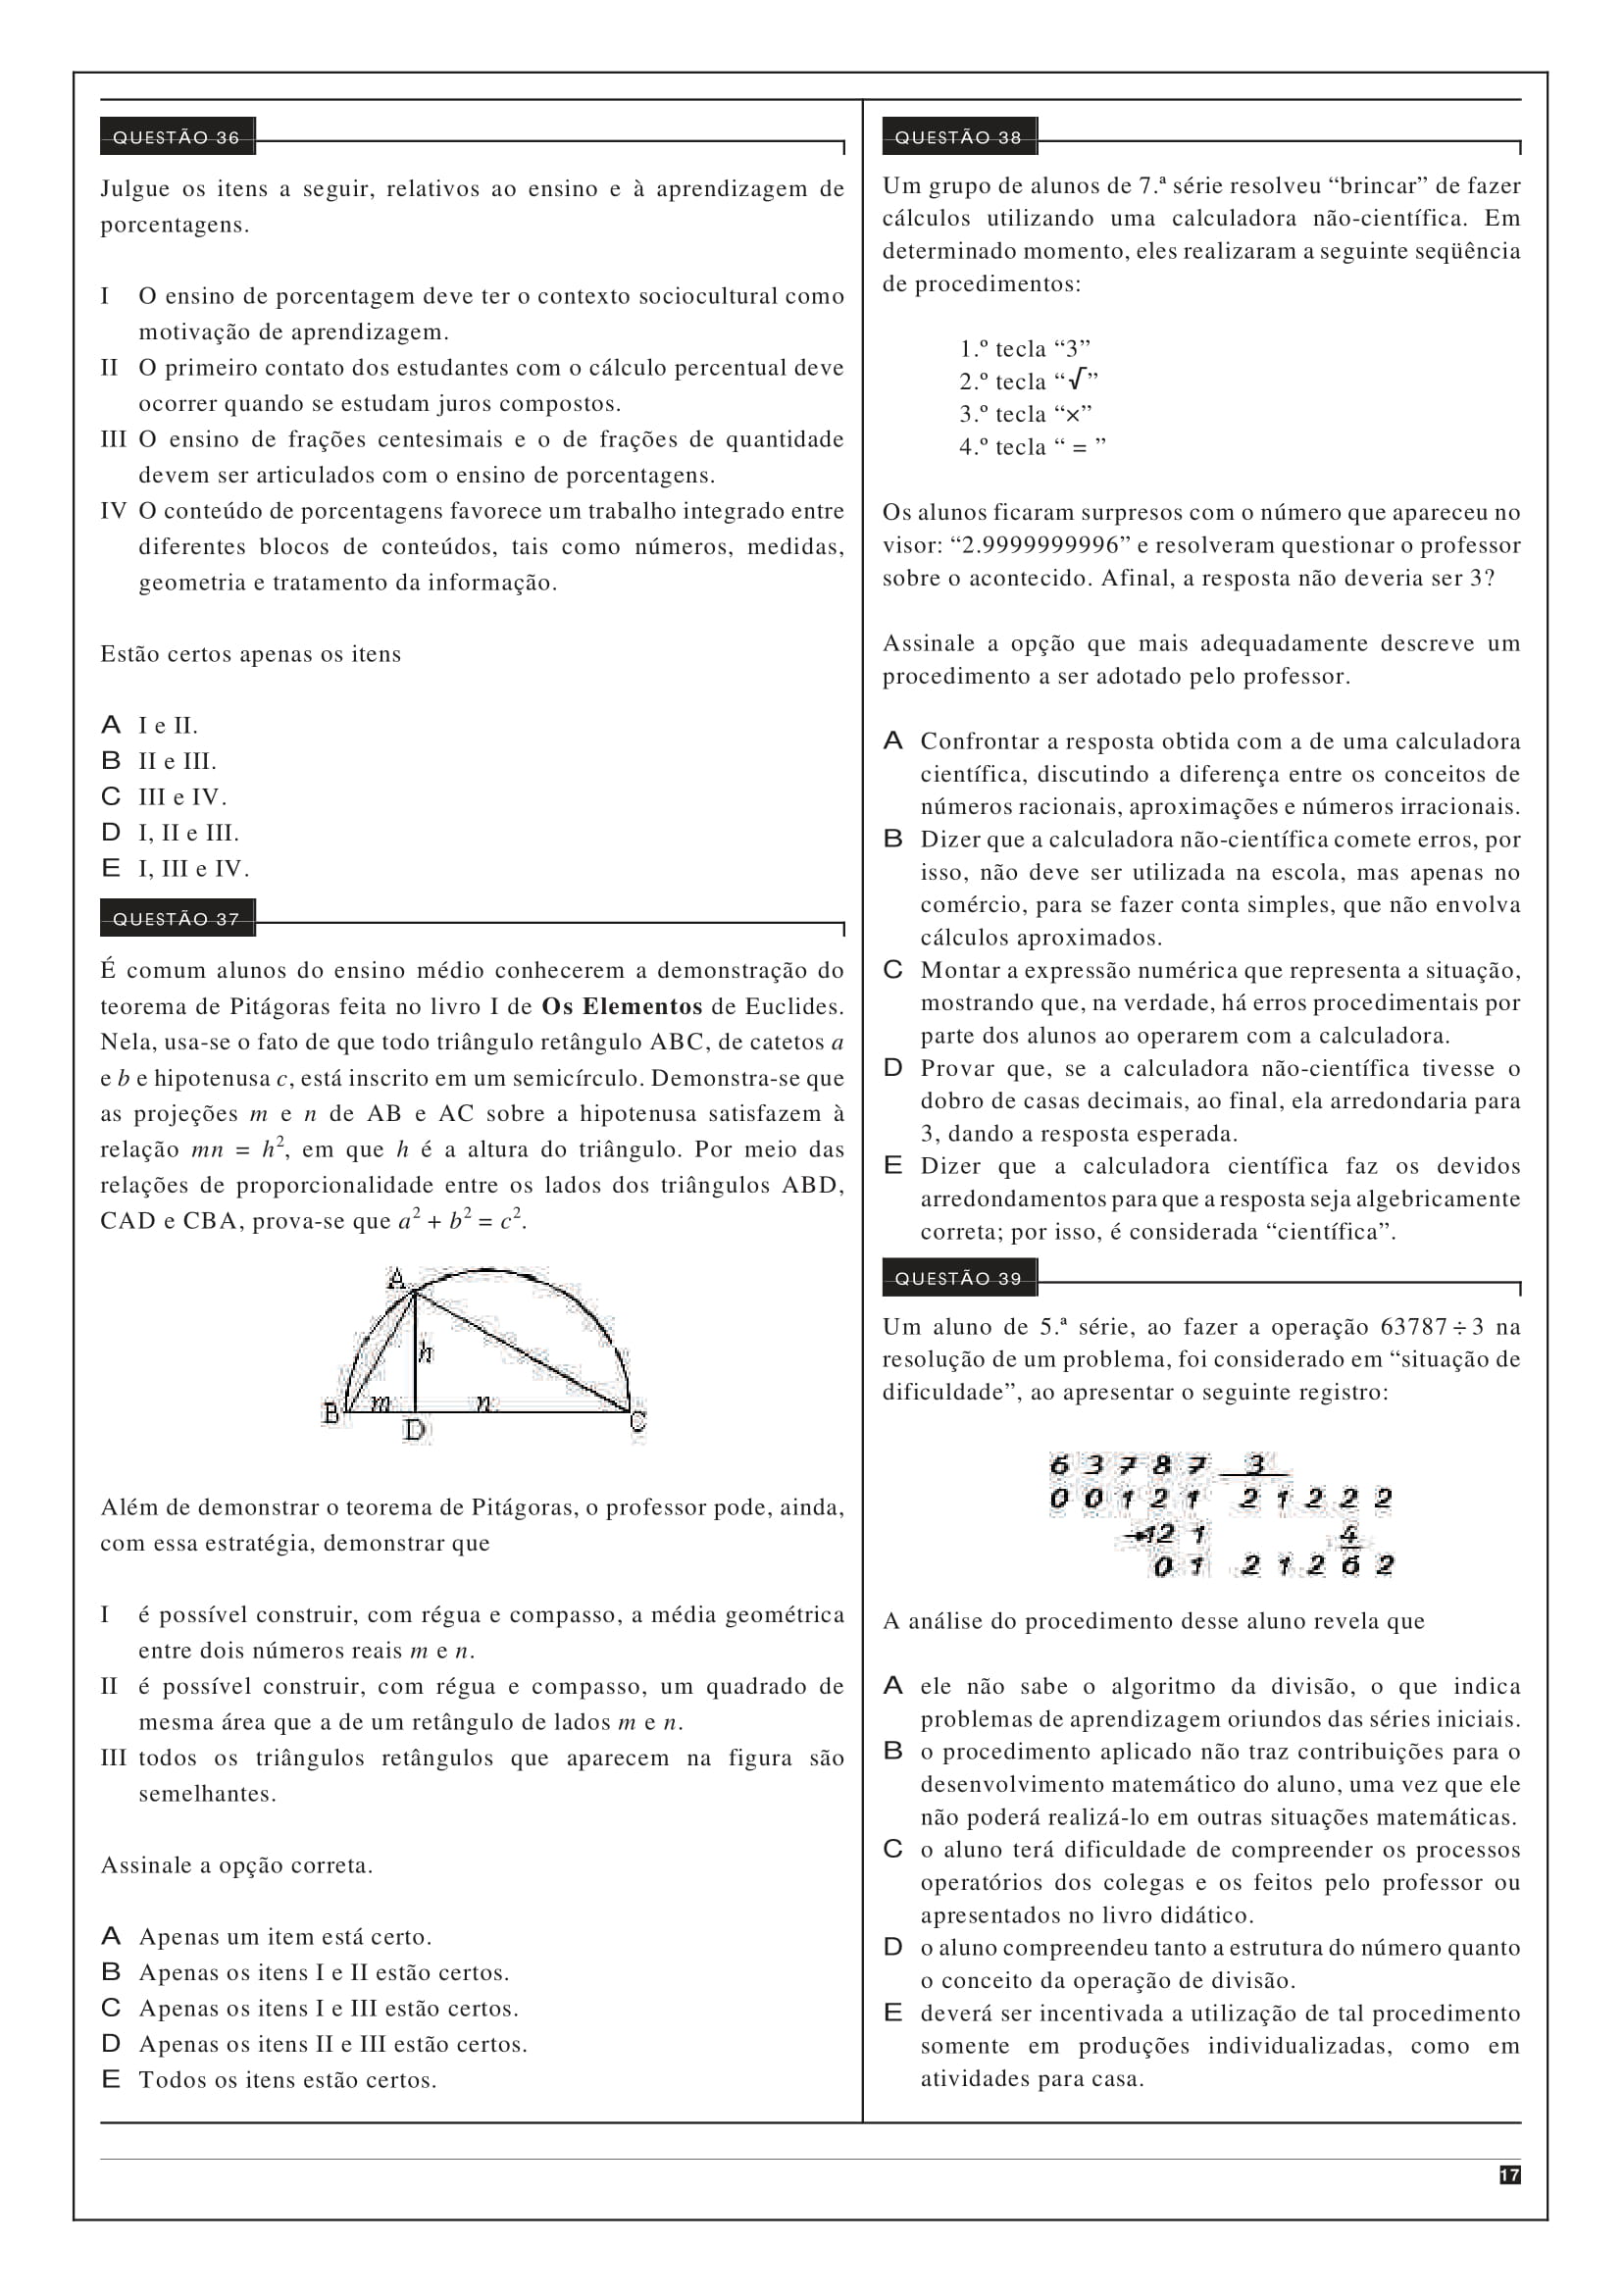 QUESTÃO 36
Julgue os itens a seguir, relativos ao ensino e à aprendizagem de
porcentagens.
I O ensino de porcentagem deve ter o contexto sociocultural como
motivação de aprendizagem.
II O primeiro contato dos estudantes com o cálculo percentual deve
ocorrer quando se estudam juros compostos.
III O ensino de frações centesimais e o de frações de quantidade
devem ser articulados com o ensino de porcentagens.
IV O conteúdo de porcentagens favorece um trabalho integrado entre
diferentes blocos de conteúdos, tais como números, medidas,
geometria e tratamento da informação.
Estão certos apenas os itens
A I e II.
B II e III.
C III e IV.
D I, II e III.
E I, III e IV.
QUESTÃO 37
É comum alunos do ensino médio conhecerem a demonstração do
teorema de Pitágoras feita no livro I de Os Elementos de Euclides.
Nela, usa-se o fato de que todo triângulo retângulo ABC, de catetos a
e b e hipotenusa c, está inscrito em um semicírculo. Demonstra-se que
as projeções m e n de AB e AC sobre a hipotenusa satisfazem à
relação mn = h², em que h é a altura do triângulo. Por meio das
relações de proporcionalidade entre os lados dos triângulos ABD,
CAD e CBA, prova-se que a² + b² = c².
A
h
B m n C
D
Além de demonstrar o teorema de Pitágoras, o professor pode, ainda,
com essa estratégia, demonstrar que
I é possível construir, com régua e compasso, a média geométrica
entre dois números reais m e n.
II é possível construir, com régua e compasso, um quadrado de
mesma área que a de um retângulo de lados m e n.
III todos os triângulos retângulos que aparecem na figura são
semelhantes.
Assinale a opção correta.
A Apenas um item está certo.
B Apenas os itens I e II estão certos.
C Apenas os itens I e III estão certos.
D Apenas os itens II e III estão certos.
E Todos os itens estão certos.
QUESTÃO 38
Um grupo de alunos de 7.ª série resolveu “brincar” de fazer
cálculos utilizando uma calculadora não-científica. Em
determinado momento, eles realizaram a seguinte seqüência
de procedimentos:
1.º tecla “3”
2.º tecla “√”
3.º tecla “×”
4.º tecla “ = ”
Os alunos ficaram surpresos com o número que apareceu no
visor: “2.9999999996” e resolveram questionar o professor
sobre o acontecido. Afinal, a resposta não deveria ser 3?
Assinale a opção que mais adequadamente descreve um
procedimento a ser adotado pelo professor.
A Confrontar a resposta obtida com a de uma calculadora
científica, discutindo a diferença entre os conceitos de
números racionais, aproximações e números irracionais.
B Dizer que a calculadora não-científica comete erros, por
isso, não deve ser utilizada na escola, mas apenas no
comércio, para se fazer conta simples, que não envolva
cálculos aproximados.
C Montar a expressão numérica que representa a situação,
mostrando que, na verdade, há erros procedimentais por
parte dos alunos ao operarem com a calculadora.
D Provar que, se a calculadora não-científica tivesse o
dobro de casas decimais, ao final, ela arredondaria para
3, dando a resposta esperada.
E Dizer que a calculadora científica faz os devidos
arredondamentos para que a resposta seja algebricamente
correta; por isso, é considerada “científica”.
QUESTÃO 39
Um aluno de 5.ª série, ao fazer a operação 63787 ÷ 3 na
resolução de um problema, foi considerado em “situação de
dificuldade”, ao apresentar o seguinte registro:
6 3 7 8 7 3
0 0 1 2 1 2 1 2 2 2
→12 1 4
0 1 2 1 2 6 2
A análise do procedimento desse aluno revela que
A ele não sabe o algoritmo da divisão, o que indica
problemas de aprendizagem oriundos das séries iniciais.
B o procedimento aplicado não traz contribuições para o
desenvolvimento matemático do aluno, uma vez que ele
não poderá realizá-lo em outras situações matemáticas.
C o aluno terá dificuldade de compreender os processos
operatórios dos colegas e os feitos pelo professor ou
apresentados no livro didático.
D o aluno compreendeu tanto a estrutura do número quanto
o conceito da operação de divisão.
E deverá ser incentivada a utilização de tal procedimento
somente em produções individualizadas, como em
atividades para casa.
17